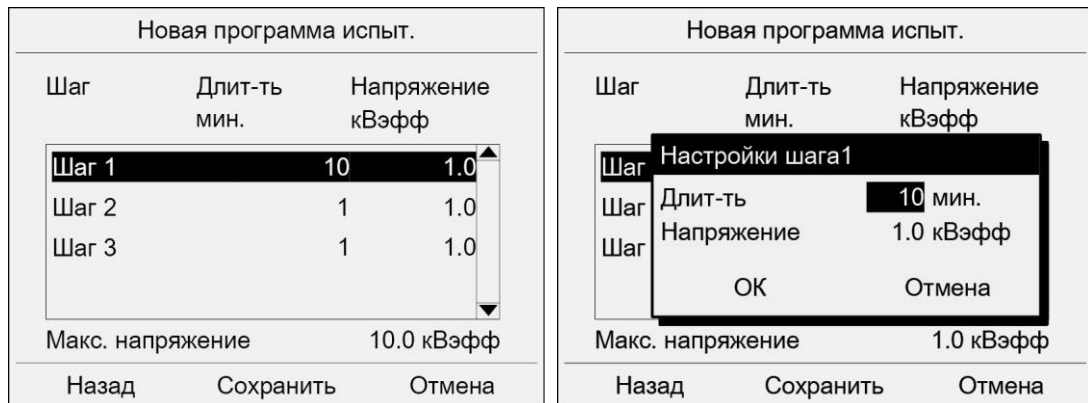 Новая программа испыт.
Шаг Длит-ть Напряжение
мин. кВэфф
Шаг 1 10 1.0
Шаг 2 1 1.0
Шаг 3 1 1.0
Макс. напряжение 10.0 кВэфф
Назад Сохранить Отмена
Новая программа испыт.
Шаг Длит-ть Напряжение
мин. кВэфф
Шаг
Шаг
Шаг
Настройки шага1
Длит-ть 10 мин.
Напряжение 1.0 кВэфф
ОК Отмена
Макс. напряжение 1.0 кВэфф
Назад Сохранить Отмена